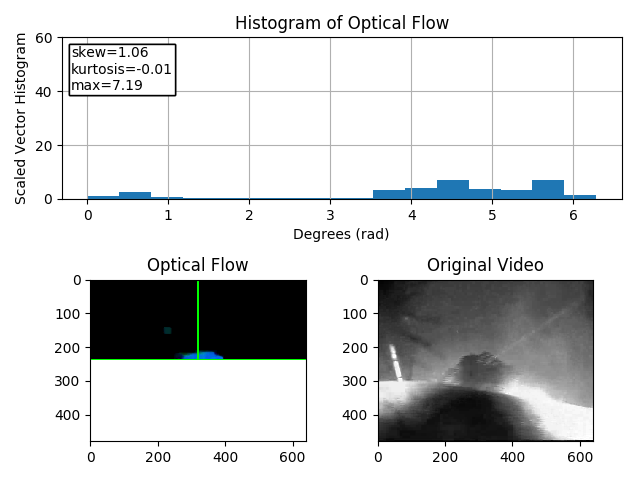 Histogram of Optical Flow
Scaled Vector Histogram
60
40
20
0
skew=1.06
kurtosis=-0.01
max=7.19
0 1 2 3 4 5 6
Degrees (rad)
Optical Flow
0
100
200
300
400
0 200 400 600
Original Video
0
100
200
300
400
0 200 400 600